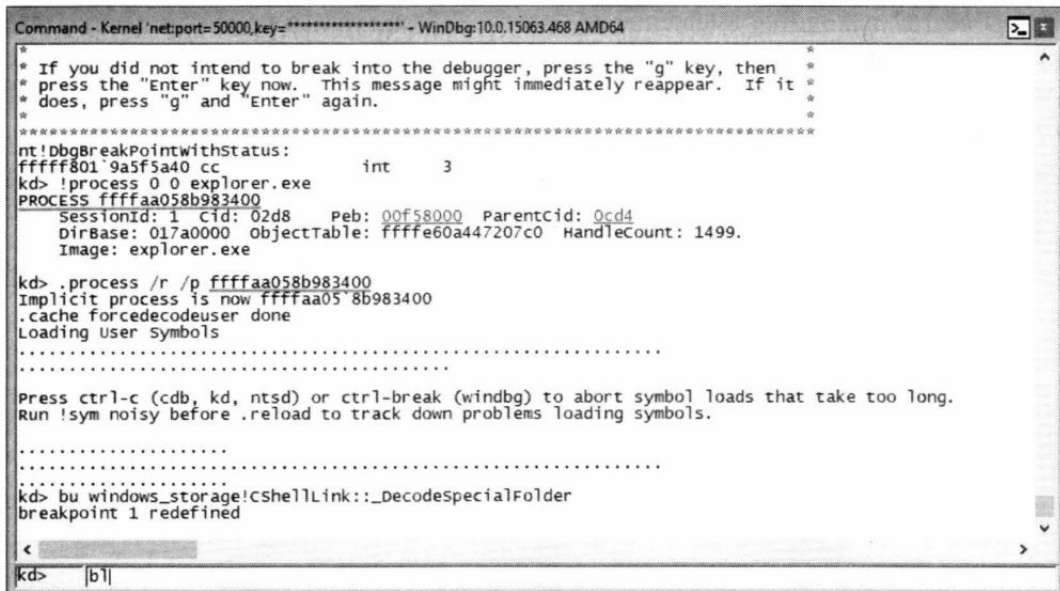 Command - Kernel 'net:port=50000,key=*******************' - WinDbg:10.0.15063.468 AMD64
* *
* If you did not intend to break into the debugger, press the "g" key, then *
* press the "Enter" key now. This message might immediately reappear. If it *
* does, press "g" and "Enter" again. *
* *
*******************************************************************************
nt!DbgBreakPointWithStatus:
fffff801`9a5f5a40 cc int 3
kd> !process 0 0 explorer.exe
PROCESS ffffaa058b983400
SessionId: 1 Cid: 02d8 Peb: 00f58000 ParentCid: 0cd4
DirBase: 017a0000 ObjectTable: ffffe60a447207c0 HandleCount: 1499.
Image: explorer.exe
kd> .process /r /p ffffaa058b983400
Implicit process is now ffffaa05`8b983400
.cache forcedecodeuser done
Loading User Symbols
................................................................
...........................................
Press ctrl-c (cdb, kd, ntsd) or ctrl-break (windbg) to abort symbol loads that take too long.
Run !sym noisy before .reload to track down problems loading symbols.
.....................
................................................................
.....................
kd> bu windows_storage!CShellLink::_DecodeSpecialFolder
breakpoint 1 redefined
kd> bl